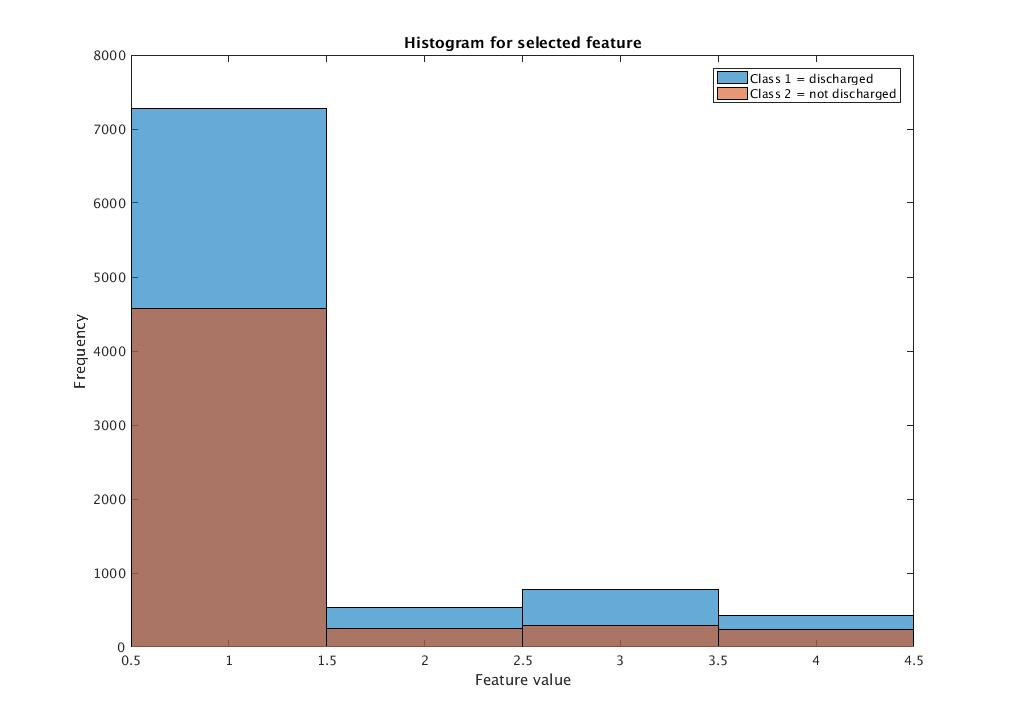 Histogram for selected feature
8000
7000
6000
5000
4000
3000
2000
1000
0
Frequency
Class 1 = discharged
Class 2 = not discharged
0.5 1 1.5 2 2.5 3 3.5 4 4.5
Feature value